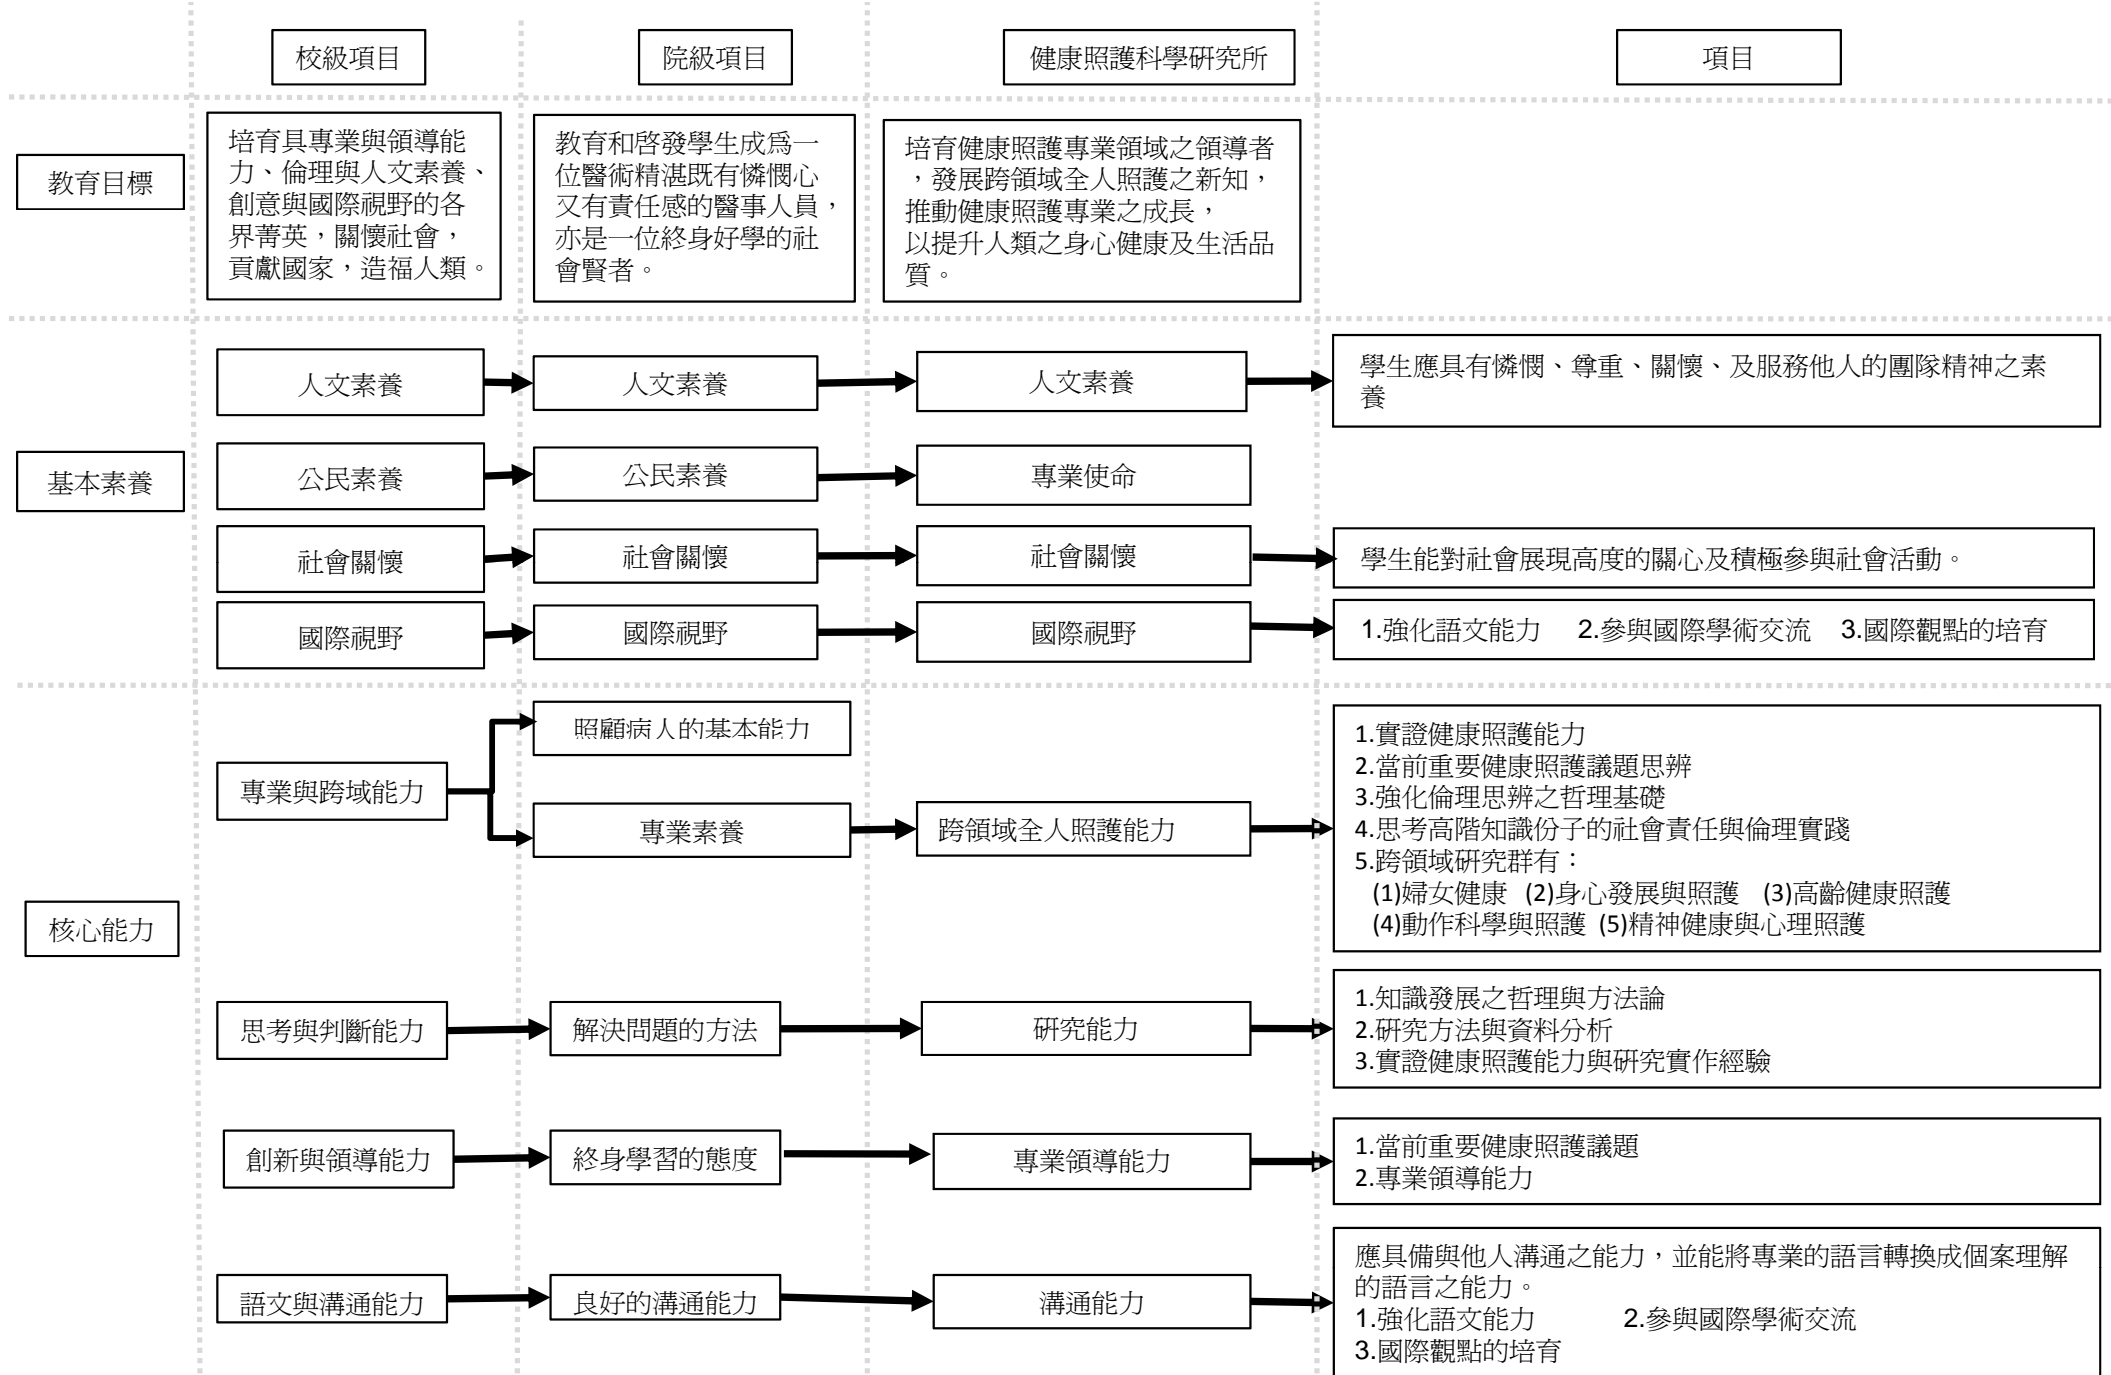 校級項目
院級項目
健康照護科學研究所
項目
教育目標
培育具專業與領導能
力、倫理與人文素養、
創意與國際視野的各
界菁英，關懷社會，
貢獻國家，造福人類。
教育和啓發學生成爲一
位醫術精湛既有憐憫心
又有責任感的醫事人員，
亦是一位終身好學的社
會賢者。
培育健康照護專業領域之領導者
，發展跨領域全人照護之新知，
推動健康照護專業之成長，
以提升人類之身心健康及生活品
質。
基本素養
人文素養
人文素養
人文素養
學生應具有憐憫、尊重、關懷、及服務他人的團隊精神之素
養
公民素養
公民素養
專業使命
社會關懷
社會關懷
社會關懷
學生能對社會展現高度的關心及積極參與社會活動。
國際視野
國際視野
國際視野
1.強化語文能力 2.參與國際學術交流 3.國際觀點的培育
核心能力
專業與跨域能力
照顧病人的基本能力
專業素養
跨領域全人照護能力
1.實證健康照護能力
2.當前重要健康照護議題思辨
3.強化倫理思辨之哲理基礎
4.思考高階知識份子的社會責任與倫理實踐
5.跨領域研究群有：
(1)婦女健康 (2)身心發展與照護 (3)高齡健康照護
(4)動作科學與照護 (5)精神健康與心理照護
思考與判斷能力
解決問題的方法
研究能力
1.知識發展之哲理與方法論
2.研究方法與資料分析
3.實證健康照護能力與研究實作經驗
創新與領導能力
終身學習的態度
專業領導能力
1.當前重要健康照護議題
2.專業領導能力
語文與溝通能力
良好的溝通能力
溝通能力
應具備與他人溝通之能力，並能將專業的語言轉換成個案理解
的語言之能力。
1.強化語文能力 2.參與國際學術交流
3.國際觀點的培育